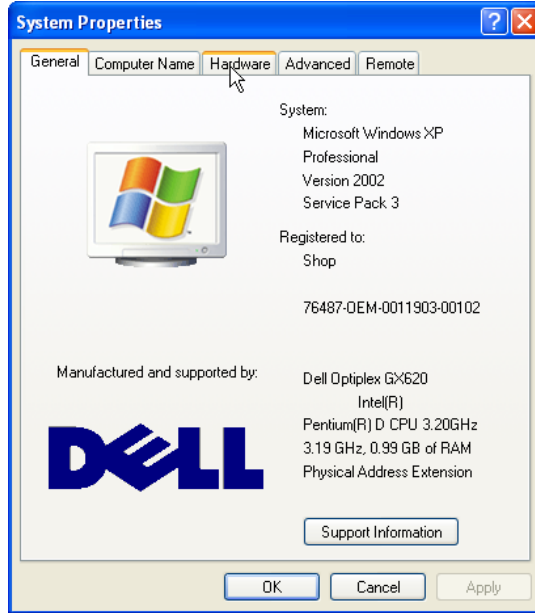 System Properties
General Computer Name Hardware Advanced Remote
System:
Microsoft Windows XP
Professional
Version 2002
Service Pack 3
Registered to:
Shop
76487-OEM-0011903-00102
Manufactured and supported by:
DELL
Dell Optiplex GX620
Intel(R)
Pentium(R) D CPU 3.20GHz
3.19 GHz, 0.99 GB of RAM
Physical Address Extension
Support Information
OK Cancel Apply